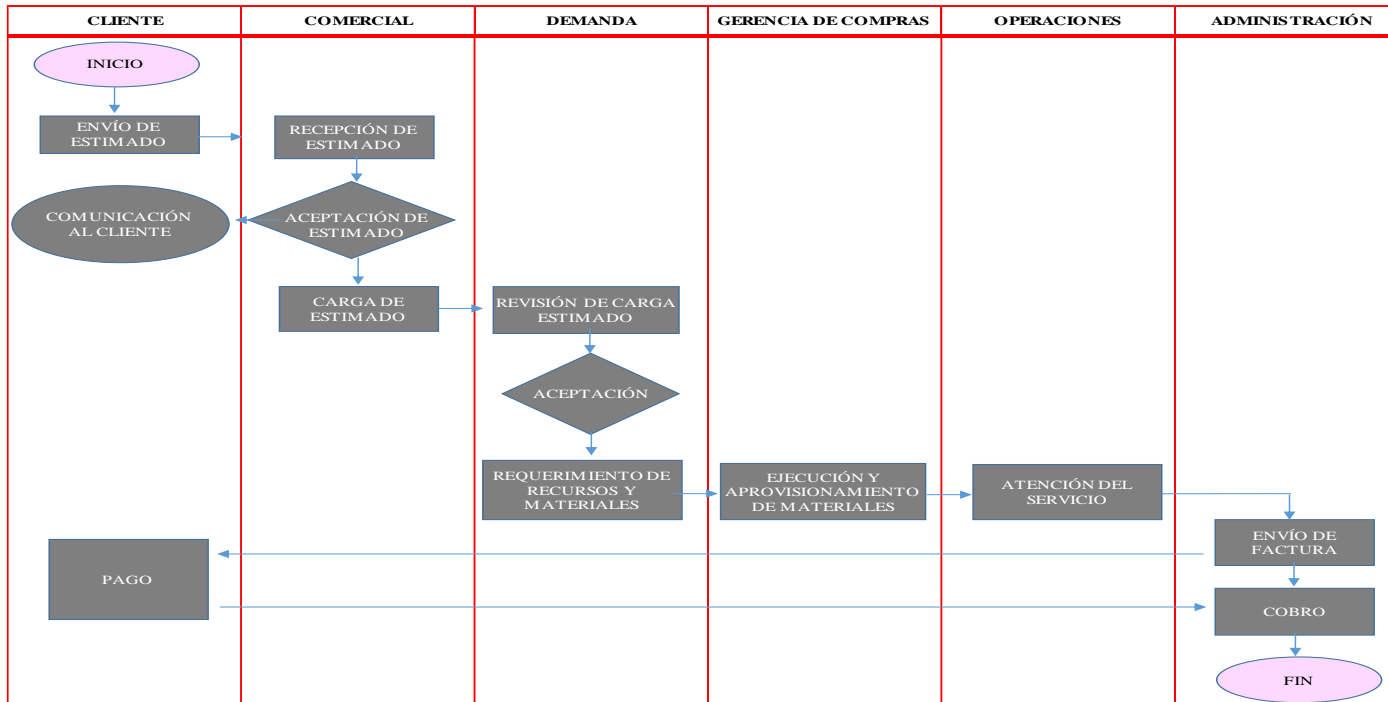 CLIENTE
COMERCIAL
DEMANDA
GERENCIA DE COMPRAS
OPERACIONES
ADMINISTRACIÓN
INICIO
ENVÍO DE
ESTIMADO
RECEPCIÓN DE
ESTIMADO
COMUNICACIÓN
AL CLIENTE
ACEPTACIÓN DE
ESTIMADO
CARGA DE
ESTIMADO
REVISIÓN DE CARGA
ESTIMADO
ACEPTACIÓN
REQUERIMIENTO DE
RECURSOS Y
MATERIALES
EJECUCIÓN Y
APROVISIONAMIENTO
DE MATERIALES
ATENCIÓN DEL
SERVICIO
ENVÍO DE
FACTURA
PAGO
COBRO
FIN